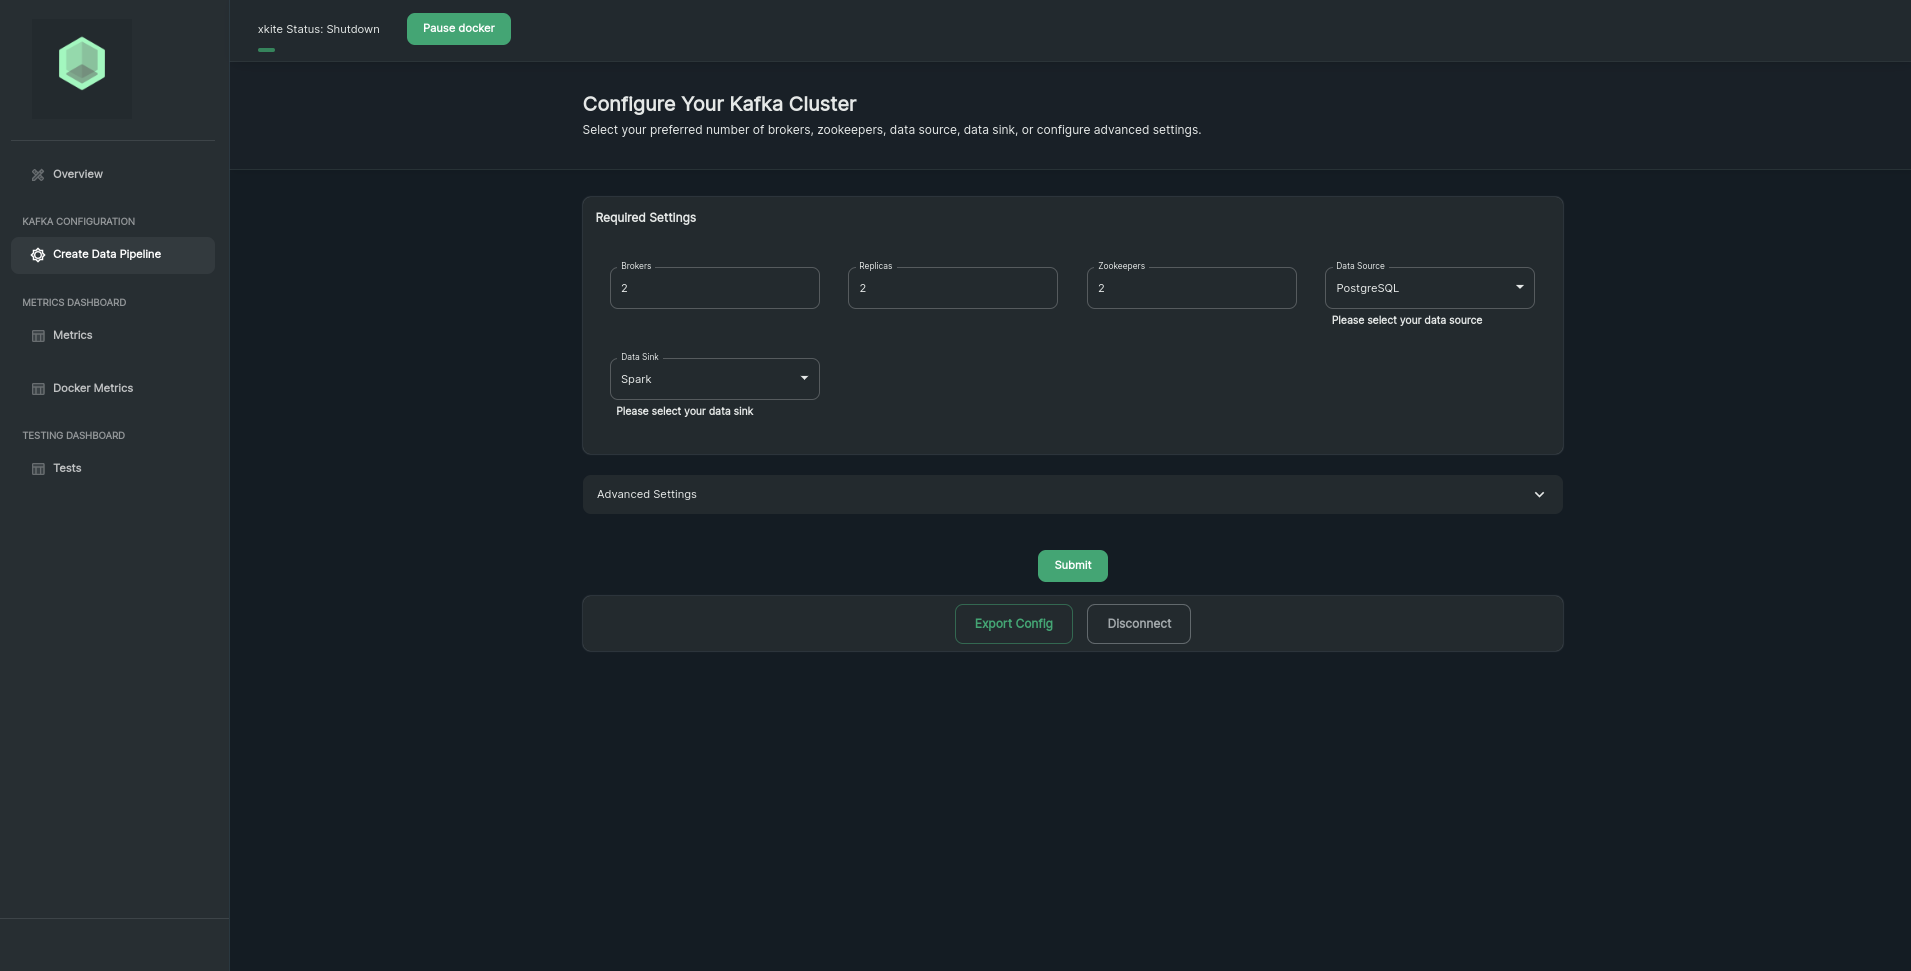 xkite Status: Shutdown
Pause docker
Overview
KAFKA CONFIGURATION
Create Data Pipeline
METRICS DASHBOARD
Metrics
Docker Metrics
TESTING DASHBOARD
Tests
Configure Your Kafka Cluster
Select your preferred number of brokers, zookeepers, data source, data sink, or configure advanced settings.
Required Settings
Brokers
2
Replicas
2
Zookeepers
2
Data Source
PostgreSQL
Please select your data source
Data Sink
Spark
Please select your data sink
Advanced Settings
Submit
Export Config
Disconnect